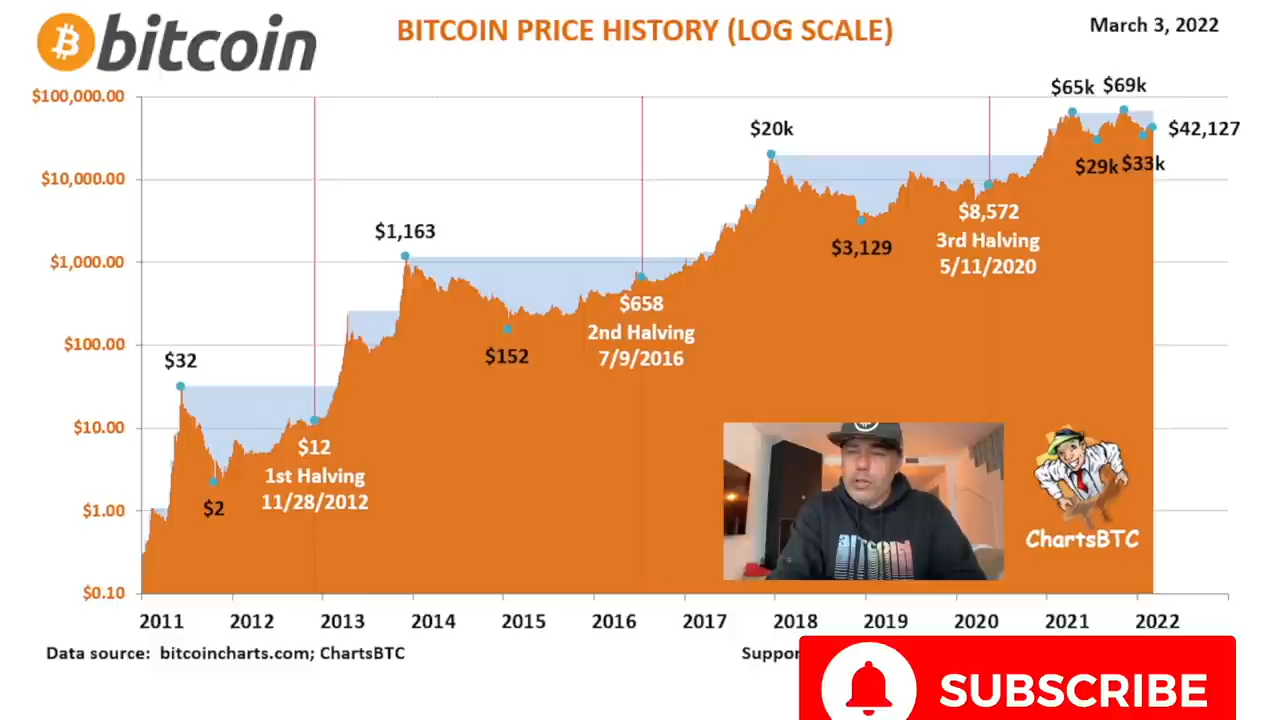 bitcoin
BITCOIN PRICE HISTORY (LOG SCALE)
March 3, 2022
$100,000.00
$10,000.00
$1,000.00
$100.00
$10.00
$1.00
$0.10
$32
$2
$12
1st Halving
11/28/2012
$1,163
$152
$658
2nd Halving
7/9/2016
$20k
$3,129
$8,572
3rd Halving
5/11/2020
$65k
$69k
$29k
$33k
$42,127
BITCOIN
ChartsBTC
2011 2012 2013 2014 2015 2016 2017 2018 2019 2020 2021 2022
Data source: bitcoincharts.com; ChartsBTC
SUBSCRIBE